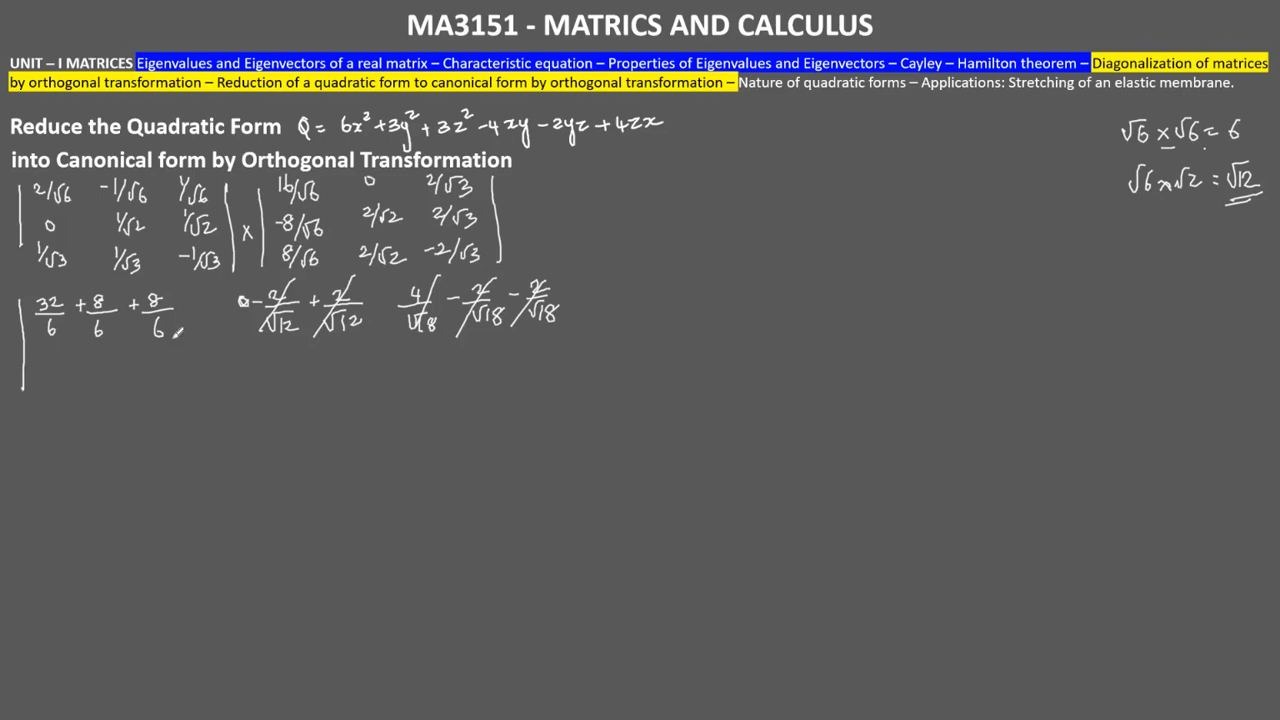 MA3151 - MATRICS AND CALCULUS
UNIT – I MATRICES Eigenvalues and Eigenvectors of a real matrix – Characteristic equation – Properties of Eigenvalues and Eigenvectors – Cayley – Hamilton theorem – Diagonalization of matrices
by orthogonal transformation – Reduction of a quadratic form to canonical form by orthogonal transformation – Nature of quadratic forms – Applications: Stretching of an elastic membrane.
Reduce the Quadratic Form Q = 6x² + 3y² + 3z² - 4xy - 2yz + 4zx
into Canonical form by Orthogonal Transformation
√6 × √6 = 6
√6 × √2 = √12
| 2/√6 -1/√6 1/√6 | | 16/√6 0 2/√3 |
| 0 1/√2 1/√2 | × | -8/√6 2/√2 2/√3 |
| 1/√3 1/√3 -1/√3 | | 8/√6 2/√2 -2/√3 |
| 32/6 + 8/6 + 8/6 0 - 2/√12 + 2/√12 4/√18 - 2/√18 - 2/√18